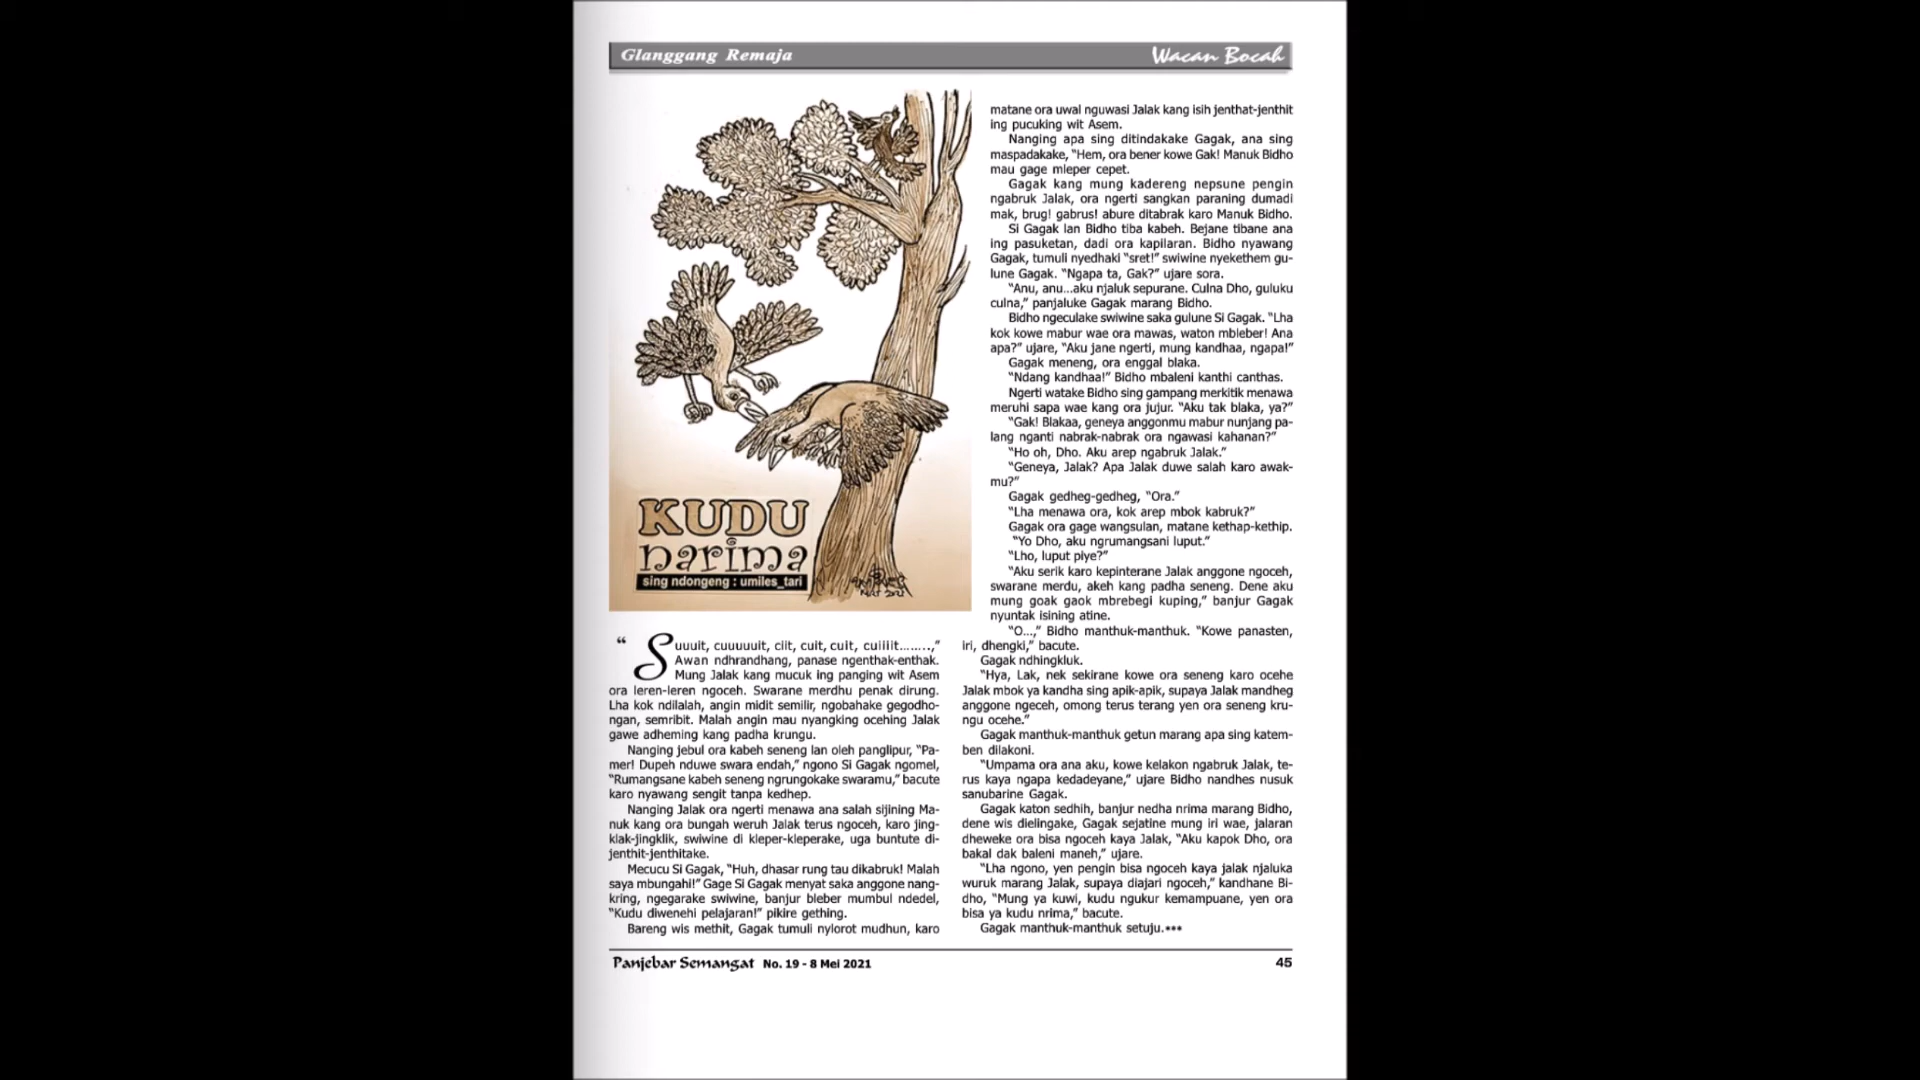 Glanggang Remaja
Wacan Bocah
KUDU
narima
sing ndongeng : umiles_tari
“Suuuit, cuuuuuit, ciit, cuit, cuit, cuiiiit.......,”
Awan ndhrandhang, panase ngenthak-enthak.
Mung Jalak kang mucuk ing panging wit Asem
ora leren-leren ngoceh. Swarane merdhu penak dirung.
Lha kok ndilalah, angin midit semilir, ngobahake gegodho-
ngan, semribit. Malah angin mau nyangking ocehing Jalak
gawe adheming kang padha krungu.
Nanging jebul ora kabeh seneng lan oleh panglipur, “Pa-
mer! Dupeh nduwe swara endah,” ngono Si Gagak ngomel,
“Rumangsane kabeh seneng ngrungokake swaramu,” bacute
karo nyawang sengit tanpa kedhep.
Nanging Jalak ora ngerti menawa ana salah sijining Ma-
nuk kang ora bungah weruh Jalak terus ngoceh, karo jing-
klak-jingklik, swiwine di kleper-kleperake, uga buntute di-
jenthit-jenthitake.
Mecucu Si Gagak, “Huh, dhasar rung tau dikabruk! Malah
saya mbungahi!” Gage Si Gagak menyat saka anggone nang-
kring, ngegarake swiwine, banjur bleber mumbul ndedel,
“Kudu diwenehi pelajaran!” pikire gething.
Bareng wis methit, Gagak tumuli nylorot mudhun, karo
matane ora uwal nguwasi Jalak kang isih jenthat-jenthit
ing pucuking wit Asem.
Nanging apa sing ditindakake Gagak, ana sing
maspadakake, “Hem, ora bener kowe Gak! Manuk Bidho
mau gage mleper cepet.
Gagak kang mung kadereng nepsune pengin
ngabruk Jalak, ora ngerti sangkan paraning dumadi
mak, brug! gabrus! abure ditabrak karo Manuk Bidho.
Si Gagak lan Bidho tiba kabeh. Bejane tibane ana
ing pasuketan, dadi ora kapilaran. Bidho nyawang
Gagak, tumuli nyedhaki “sret!” swiwine nyekethem gu-
lune Gagak. “Ngapa ta, Gak?” ujare sora.
“Anu, anu...aku njaluk sepurane. Culna Dho, guluku
culna,” panjaluke Gagak marang Bidho.
Bidho ngeculake swiwine saka gulune Si Gagak. “Lha
kok kowe mabur wae ora mawas, waton mbleber! Ana
apa?” ujare, “Aku jane ngerti, mung kandhaa, ngapa!”
Gagak meneng, ora enggal blaka.
“Ndang kandhaa!” Bidho mbaleni kanthi canthas.
Ngerti watake Bidho sing gampang merkitik menawa
meruhi sapa wae kang ora jujur. “Aku tak blaka, ya?”
“Gak! Blakaa, geneya anggonmu mabur nunjang pa-
lang nganti nabrak-nabrak ora ngawasi kahanan?”
“Ho oh, Dho. Aku arep ngabruk Jalak.”
“Geneya, Jalak? Apa Jalak duwe salah karo awak-
mu?”
Gagak gedheg-gedheg, “Ora.”
“Lha menawa ora, kok arep mbok kabruk?”
Gagak ora gage wangsulan, matane kethap-kethip.
“Yo Dho, aku ngrumangsani luput.”
“Lho, luput piye?”
“Aku serik karo kepinterane Jalak anggone ngoceh,
swarane merdu, akeh kang padha seneng. Dene aku
mung goak gaok mbrebegi kuping,” banjur Gagak
nyuntak isining atine.
“O...,” Bidho manthuk-manthuk. “Kowe panasten,
iri, dhengki,” bacute.
Gagak ndhingkluk.
“Hya, Lak, nek sekirane kowe ora seneng karo ocehe
Jalak mbok ya kandha sing apik-apik, supaya Jalak mandheg
anggone ngeceh, omong terus terang yen ora seneng kru-
ngu ocehe.”
Gagak manthuk-manthuk getun marang apa sing katem-
ben dilakoni.
“Umpama ora ana aku, kowe kelakon ngabruk Jalak, te-
rus kaya ngapa kedadeyane,” ujare Bidho nandhes nusuk
sanubarine Gagak.
Gagak katon sedhih, banjur nedha nrima marang Bidho,
dene wis dielingake, Gagak sejatine mung iri wae, jalaran
dheweke ora bisa ngoceh kaya Jalak, “Aku kapok Dho, ora
bakal dak baleni maneh,” ujare.
“Lha ngono, yen pengin bisa ngoceh kaya jalak njaluka
wuruk marang Jalak, supaya diajari ngoceh,” kandhane Bi-
dho, “Mung ya kuwi, kudu ngukur kemampuane, yen ora
bisa ya kudu nrima,” bacute.
Gagak manthuk-manthuk setuju.***
Panjebar Semangat No. 19 - 8 Mei 2021
45